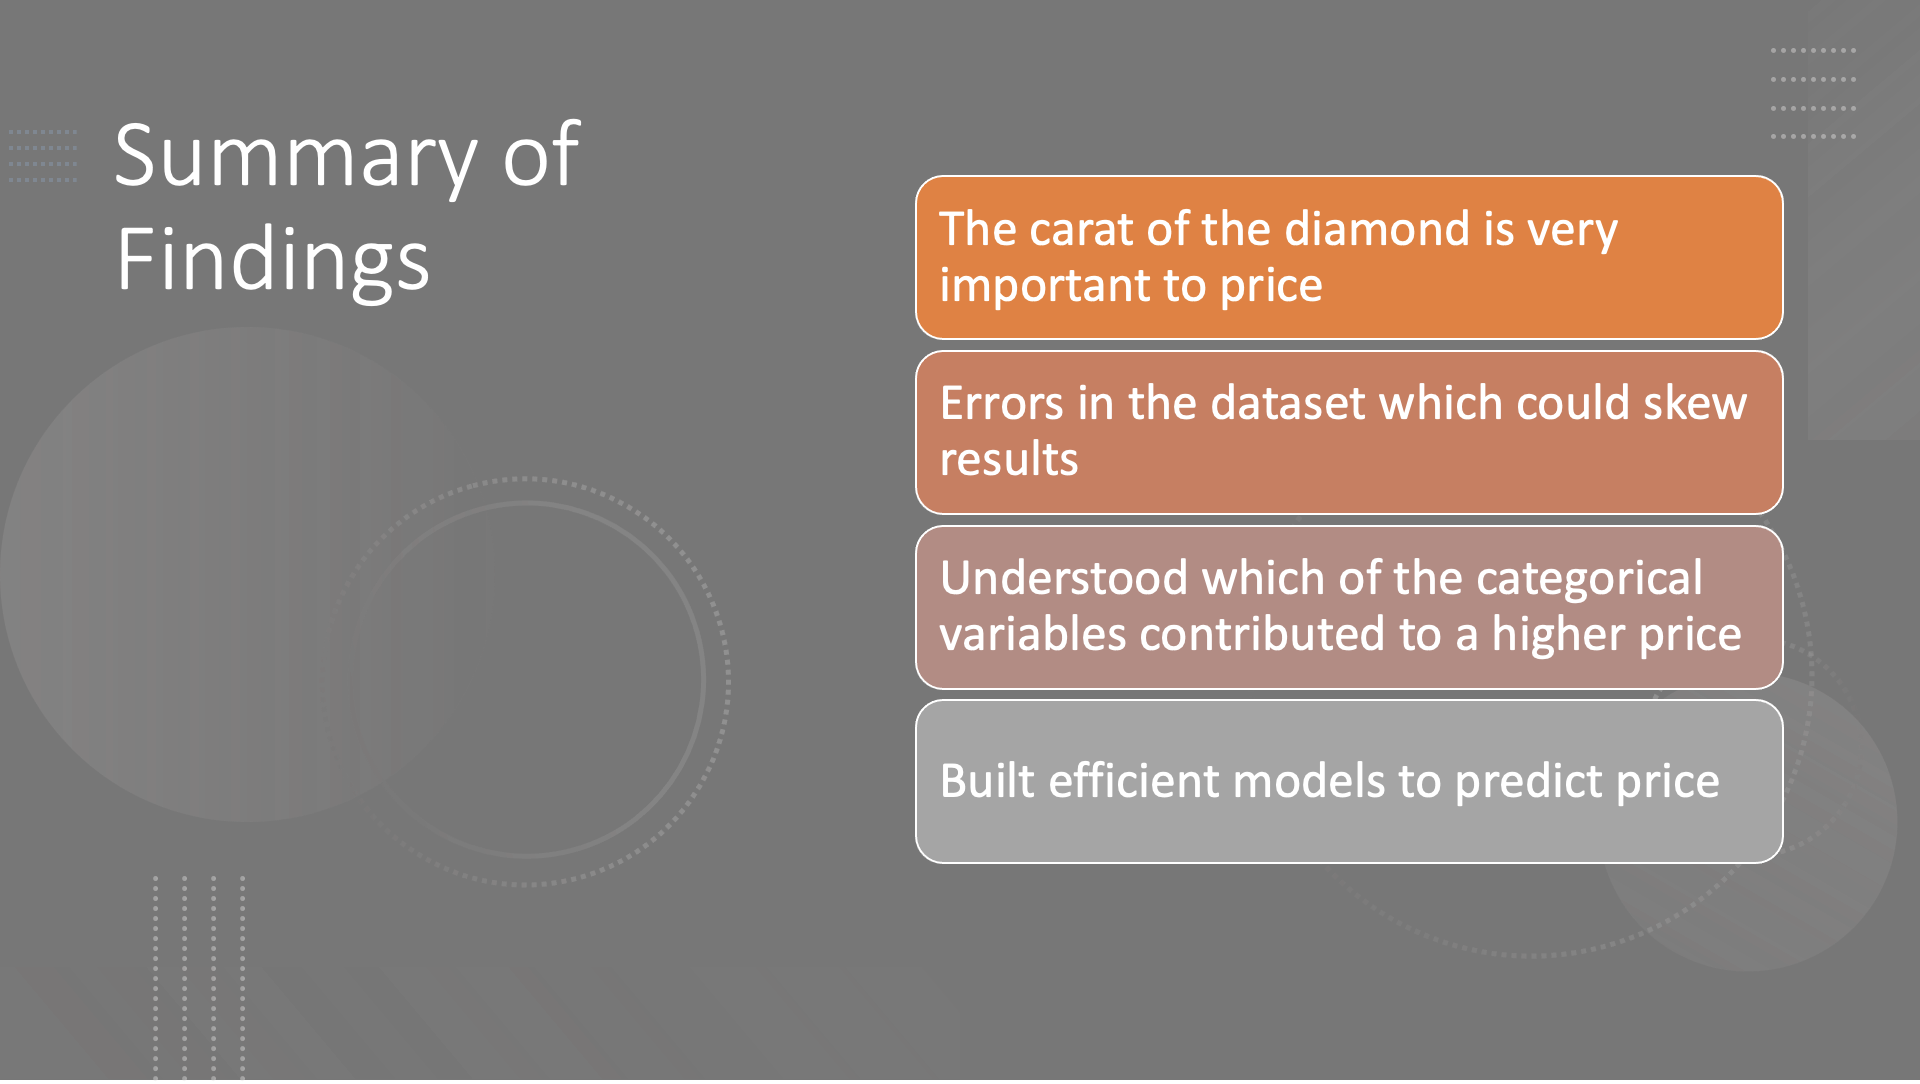 Summary of
Findings
The carat of the diamond is very
important to price
Errors in the dataset which could skew
results
Understood which of the categorical
variables contributed to a higher price
Built efficient models to predict price